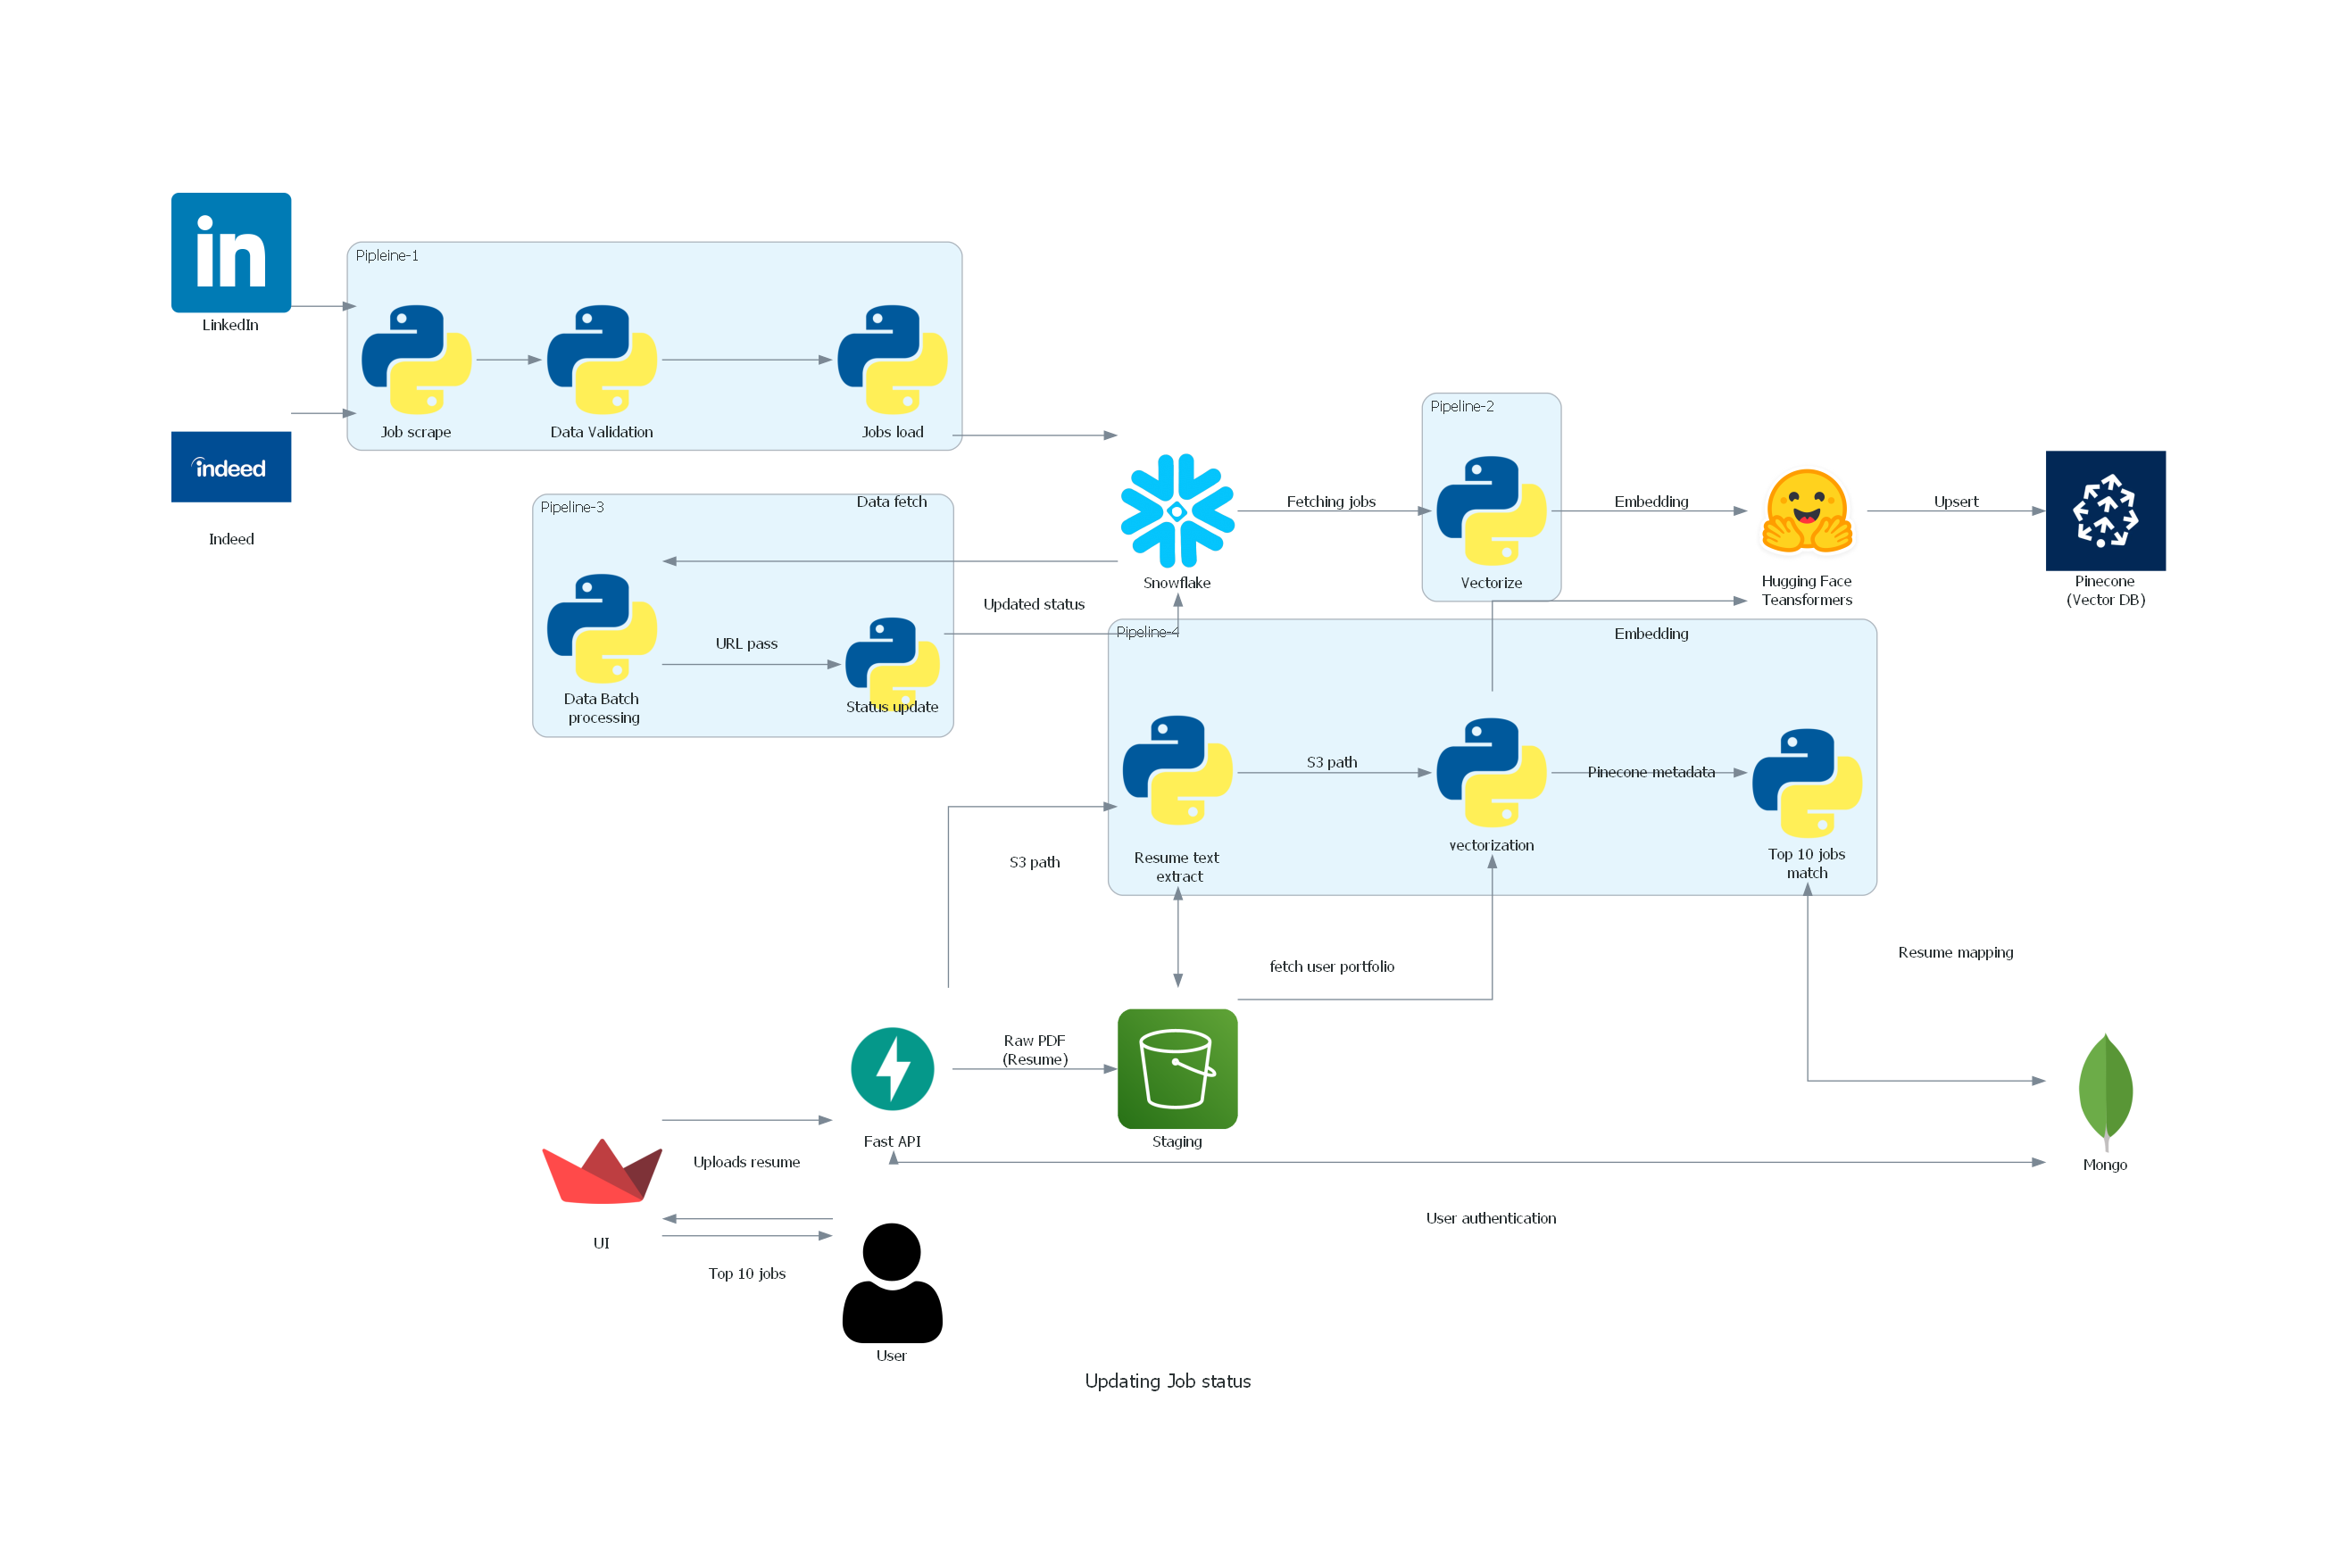 in
LinkedIn
Pipleine-1
Job scrape
Data Validation
Jobs load
indeed
Indeed
Pipeline-3
Data fetch
Data Batch
processing
URL pass
Status update
Updated status
Snowflake
Fetching jobs
Pipeline-2
Vectorize
Embedding
Hugging Face
Teansformers
Upsert
Pinecone
(Vector DB)
Pipeline-4
Embedding
Resume text
extract
S3 path
vectorization
Pinecone metadata
Top 10 jobs
match
S3 path
fetch user portfolio
Resume mapping
Fast API
Raw PDF
(Resume)
Staging
Mongo
Uploads resume
UI
User authentication
Top 10 jobs
User
Updating Job status